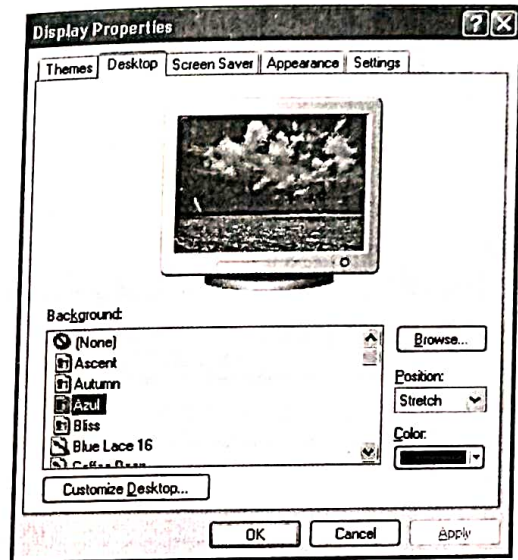 Display Properties
Themes Desktop Screen Saver Appearance Settings
Background:
(None)
Ascent
Autumn
Azul
Bliss
Blue Lace 16
Browse...
Position:
Stretch
Color:
Customize Desktop...
OK Cancel Apply